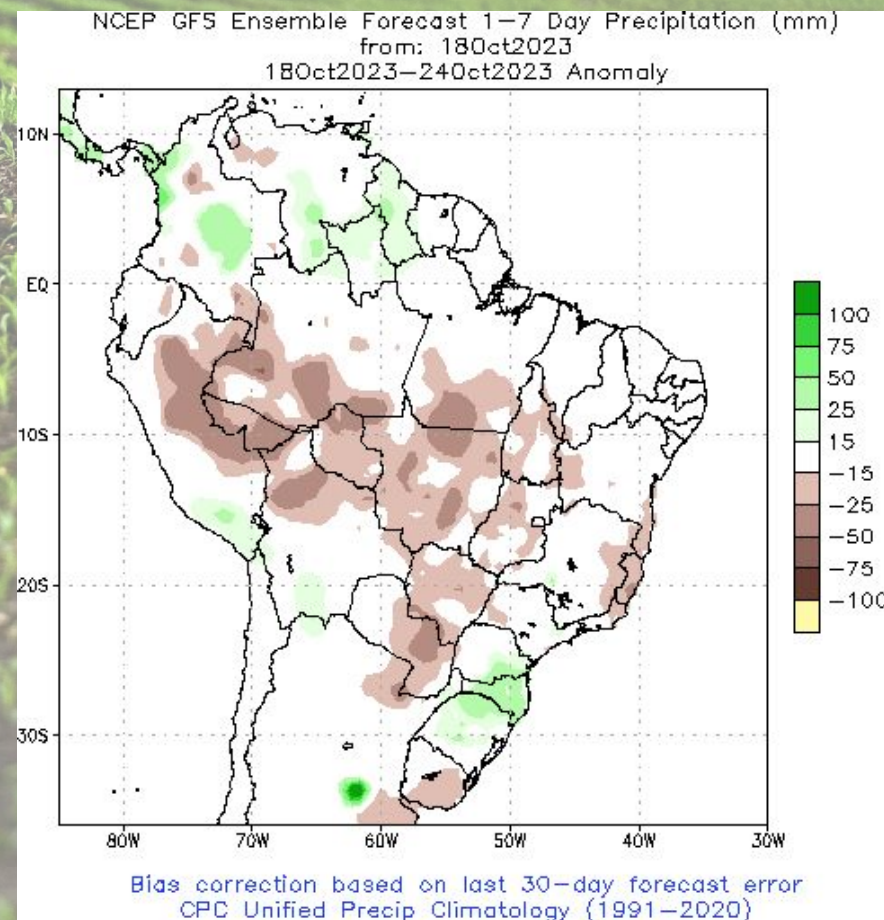 NCEP GFS Ensemble Forecast 1–7 Day Precipitation (mm)
from: 18Oct2023
18Oct2023–24Oct2023 Anomaly
10N
EQ
10S
20S
30S
80W
70W
60W
50W
40W
30W
100
75
50
25
15
−15
−25
−50
−75
−100
Bias correction based on last 30–day forecast error
CPC Unified Precip Climatology (1991–2020)